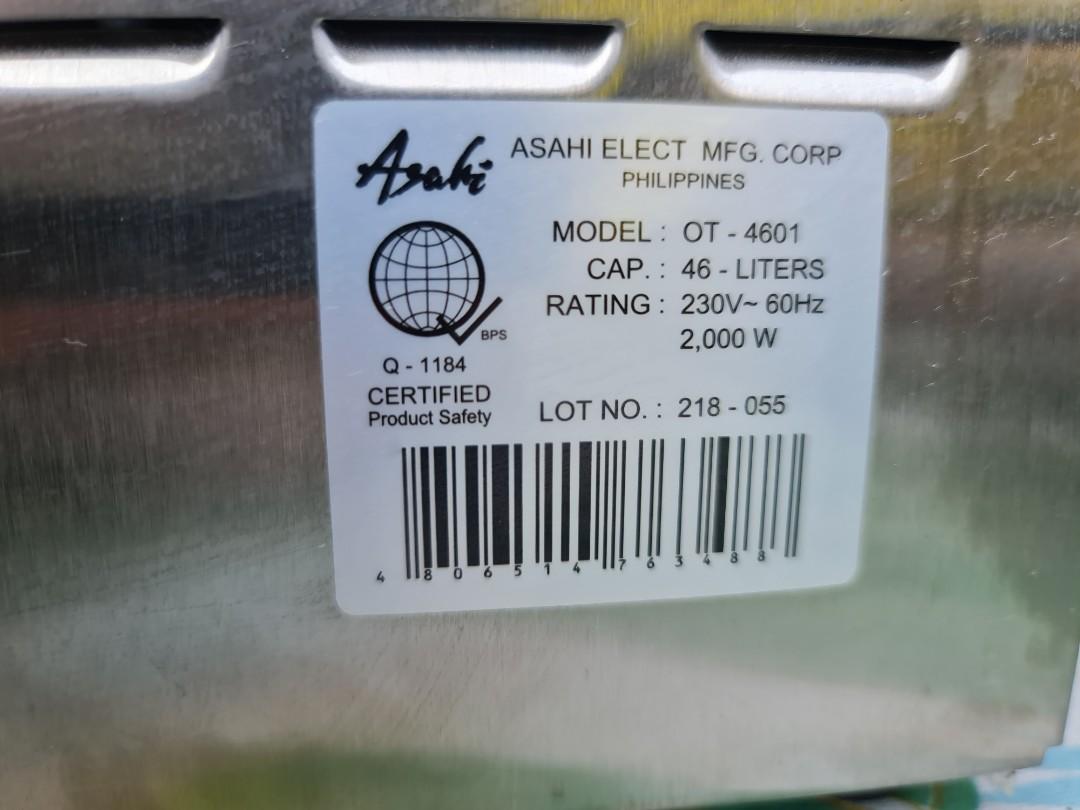 Asahi
ASAHI ELECT MFG. CORP
PHILIPPINES
MODEL : OT - 4601
CAP. : 46 - LITERS
RATING : 230V~ 60Hz
2,000 W
BPS
Q - 1184
CERTIFIED
Product Safety
LOT NO. : 218 - 055
4 806514 763488